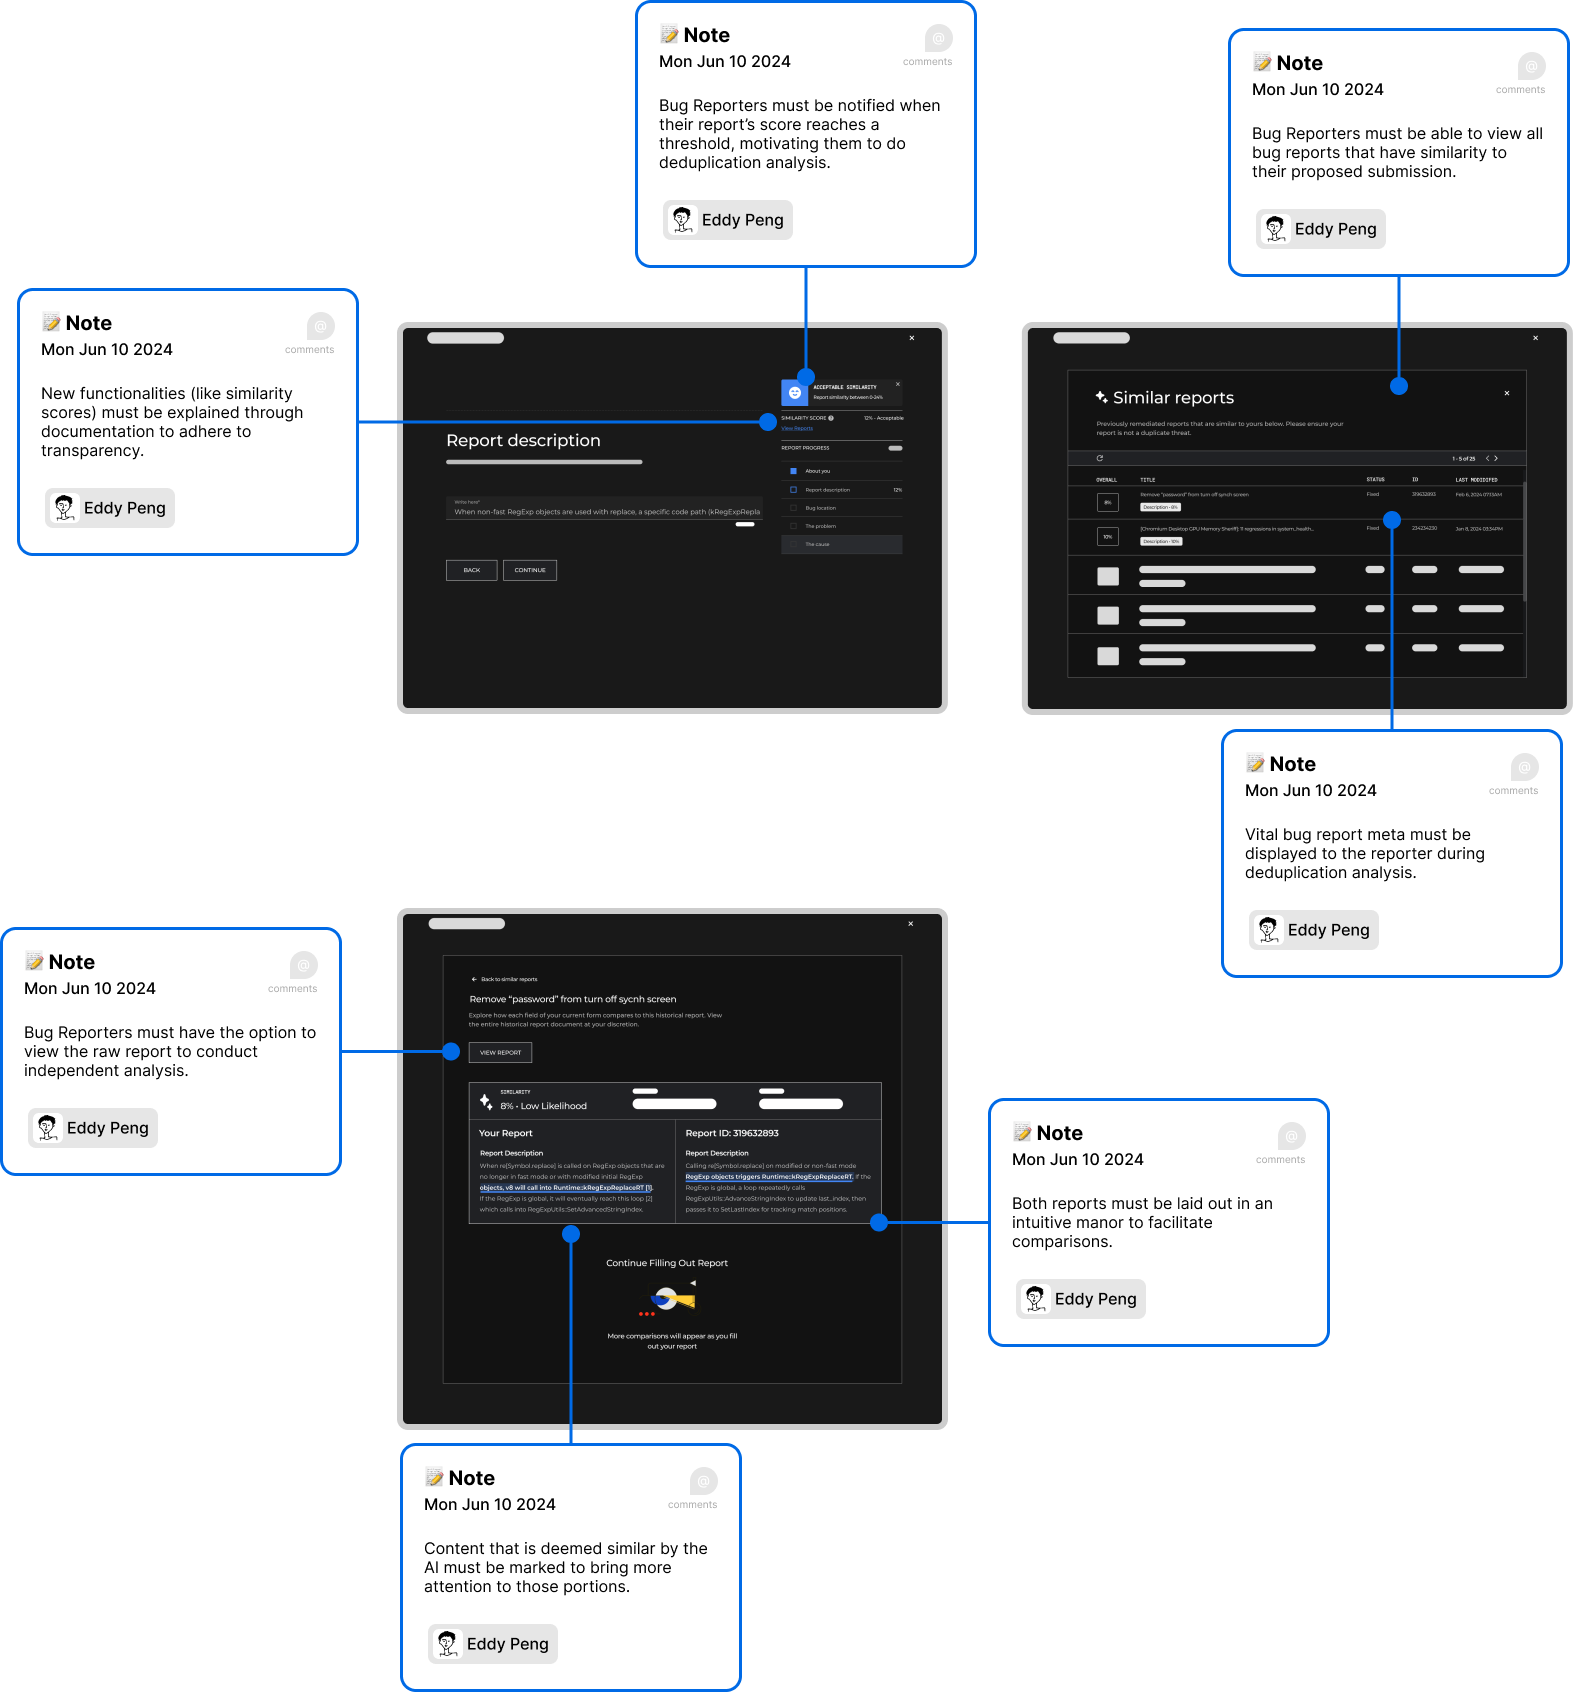 Note
Mon Jun 10 2024
@
comments
Bug Reporters must be notified when
their report's score reaches a
threshold, motivating them to do
deduplication analysis.
Eddy Peng
Note
Mon Jun 10 2024
@
comments
Bug Reporters must be able to view all
bug reports that have similarity to
their proposed submission.
Eddy Peng
Note
Mon Jun 10 2024
@
comments
New functionalities (like similarity
scores) must be explained through
documentation to adhere to
transparency.
Eddy Peng
ACCEPTABLE SIMILARITY
Report similarity between 0-24%
SIMILARITY SCORE
12% - Acceptable
View Reports
REPORT PROGRESS
About you
Report description 12%
Bug location
The problem
The cause
Report description
Write here*
When non-fast RegExp objects are used with replace, a specific code path (kRegExpRepla
BACK
CONTINUE
Similar reports
Previously remediated reports that are similar to yours below. Please ensure your
report is not a duplicate threat.
1 - 5 of 25
OVERALL TITLE STATUS ID LAST MODIDIFED
8% Remove "password" from turn off synch screen Fixed 319632893 Feb 6, 2024 07:13AM
Description - 8%
10% [Chromium Desktop GPU Memory Sheriff]: 11 regressions in system_health... Fixed 234234230 Jan 8, 2024 03:34PM
Description - 10%
Note
Mon Jun 10 2024
@
comments
Vital bug report meta must be
displayed to the reporter during
deduplication analysis.
Eddy Peng
Note
Mon Jun 10 2024
@
comments
Bug Reporters must have the option to
view the raw report to conduct
independent analysis.
Eddy Peng
Back to similar reports
Remove "password" from turn off sycnh screen
Explore how each field of your current form compares to this historical report. View
the entire historical report document at your discretion.
VIEW REPORT
SIMILARITY
8% • Low Likelihood
Your Report
Report Description
When re[Symbol.replace] is called on RegExp objects that are
no longer in fast mode or with modified initial RegExp
objects, v8 will call into Runtime::kRegExpReplaceRT [1].
If the RegExp is global, it will eventually reach this loop [2]
which calls into RegExpUtils::SetAdvancedStringIndex.
Report ID: 319632893
Report Description
Calling re[Symbol.replace] on modified or non-fast mode
RegExp objects triggers Runtime::kRegExpReplaceRT. If the
RegExp is global, a loop repeatedly calls
RegExpUtils::AdvanceStringIndex to update last_index, then
passes it to SetLastIndex for tracking match positions.
Continue Filling Out Report
More comparisons will appear as you fill
out your report
Note
Mon Jun 10 2024
@
comments
Both reports must be laid out in an
intuitive manor to facilitate
comparisons.
Eddy Peng
Note
Mon Jun 10 2024
@
comments
Content that is deemed similar by the
AI must be marked to bring more
attention to those portions.
Eddy Peng